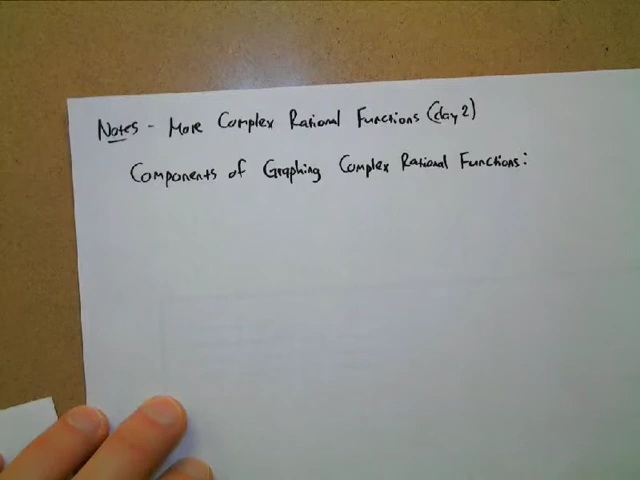 Notes - More Complex Rational Functions (day 2)
Components of Graphing Complex Rational Functions: